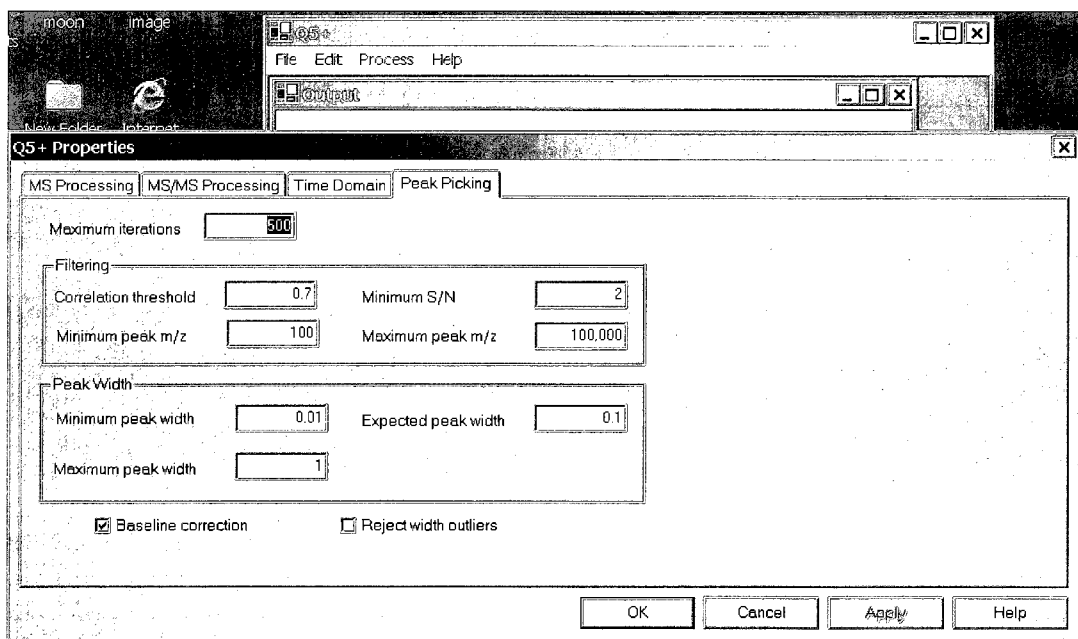 moon image
S
Q5+
File Edit Process Help
Output
New Folder Internet
Q5+ Properties
MS Processing MS/MS Processing Time Domain Peak Picking
Maximum iterations 500
Filtering
Correlation threshold 0.7 Minimum S/N 2
Minimum peak m/z 100 Maximum peak m/z 100,000
Peak Width
Minimum peak width 0.01 Expected peak width 0.1
Maximum peak width 1
Baseline correction Reject width outliers
OK Cancel Apply Help